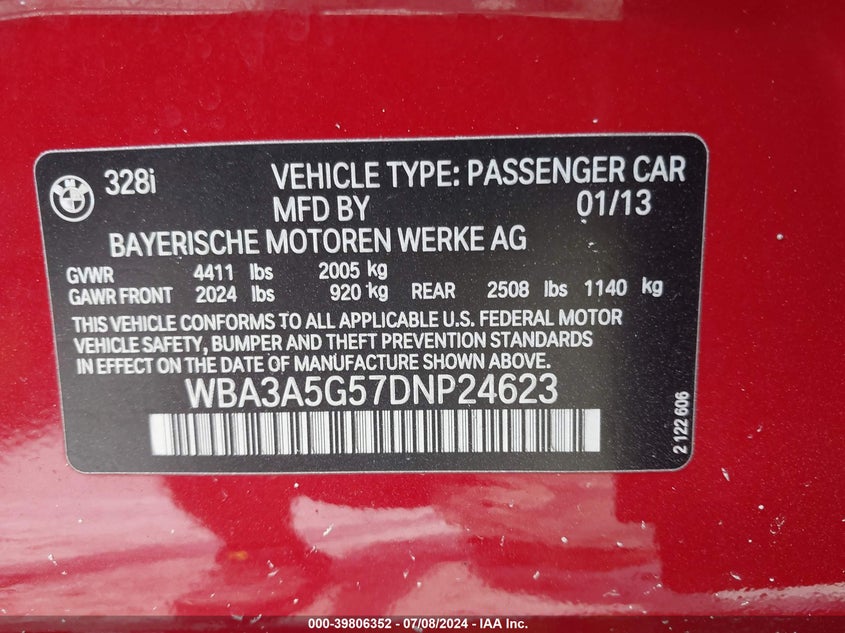 328i VEHICLE TYPE: PASSENGER CAR
MFD BY 01/13
BAYERISCHE MOTOREN WERKE AG
GVWR 4411 lbs 2005 kg
GAWR FRONT 2024 lbs 920 kg REAR 2508 lbs 1140 kg
THIS VEHICLE CONFORMS TO ALL APPLICABLE U.S. FEDERAL MOTOR
VEHICLE SAFETY, BUMPER AND THEFT PREVENTION STANDARDS
IN EFFECT ON THE DATE OF MANUFACTURE SHOWN ABOVE.
WBA3A5G57DNP24623
2 122 606
000-39806352 - 07/08/2024 - IAA Inc.